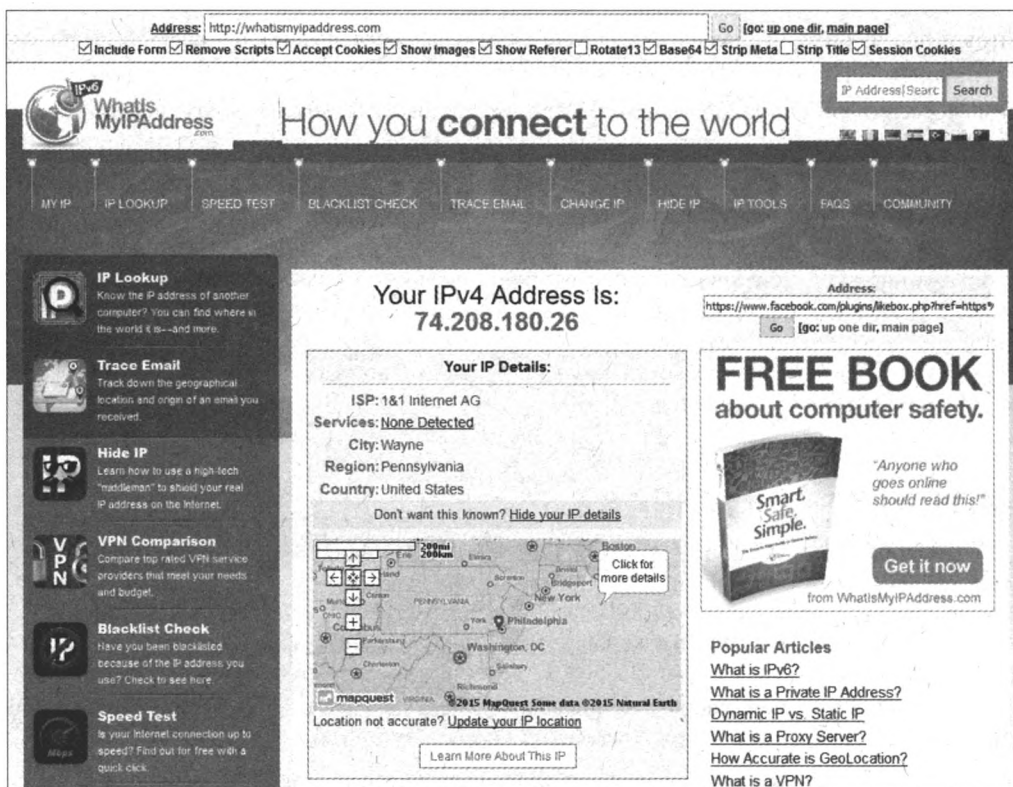 Address: http://whatismyipaddress.com Go [go: up one dir, main page]
Include Form Remove Scripts Accept Cookies Show Images Show Referer Rotate13 Base64 Strip Meta Strip Title Session Cookies
IPv6
WhatIs
MyIPAddress
.com
How you connect to the world
IP Address|Searc Search
MY IP IP LOOKUP SPEED TEST BLACKLIST CHECK TRACE EMAIL CHANGE IP HIDE IP IP TOOLS FAQS COMMUNITY
IP Lookup
Know the IP address of another
computer? You can find where in
the world it is--and more.
Trace Email
Track down the geographical
location and origin of an email you
received.
Hide IP
Learn how to use a high-tech
"middleman" to shield your real
IP address on the Internet.
VPN
VPN Comparison
Compare top rated VPN service
providers that meet your needs
and budget.
Blacklist Check
Have you been blacklisted
because of the IP address you
use? Check to see here.
Mbps
Speed Test
Is your Internet connection up to
speed? Find out for free with a
quick click.
Your IPv4 Address Is:
74.208.180.26
Your IP Details:
ISP: 1&1 Internet AG
Services: None Detected
City: Wayne
Region: Pennsylvania
Country: United States
Don't want this known? Hide your IP details
200mi
200km
Erie
Elmira
Boston
Click for
more details
Scranton
Bristol
Bridgeport
Canton
PENNSYLVANIA
New York
York
Philadelphia
Parkersburg
Washington, DC
Charleston
Salisbury
Richmond
mapquest VIRGINIA ©2015 MapQuest Some data ©2015 Natural Earth
Location not accurate? Update your IP location
Learn More About This IP
Address:
https://www.facebook.com/plugins/likebox.php?href=https%
Go [go: up one dir, main page]
FREE BOOK
about computer safety.
Smart.
Safe.
Simple.
"Anyone who
goes online
should read this!"
Get it now
from WhatIsMyIPAddress.com
Popular Articles
What is IPv6?
What is a Private IP Address?
Dynamic IP vs. Static IP
What is a Proxy Server?
How Accurate is GeoLocation?
What is a VPN?